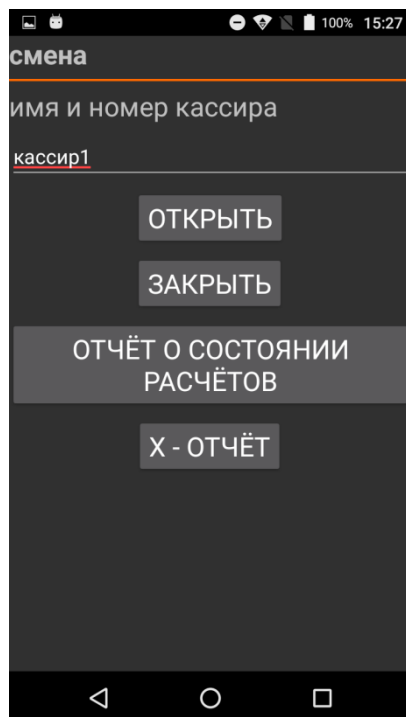 100% 15:27
смена
имя и номер кассира
кассир1
ОТКРЫТЬ
ЗАКРЫТЬ
ОТЧЁТ О СОСТОЯНИИ
РАСЧЁТОВ
X - ОТЧЁТ